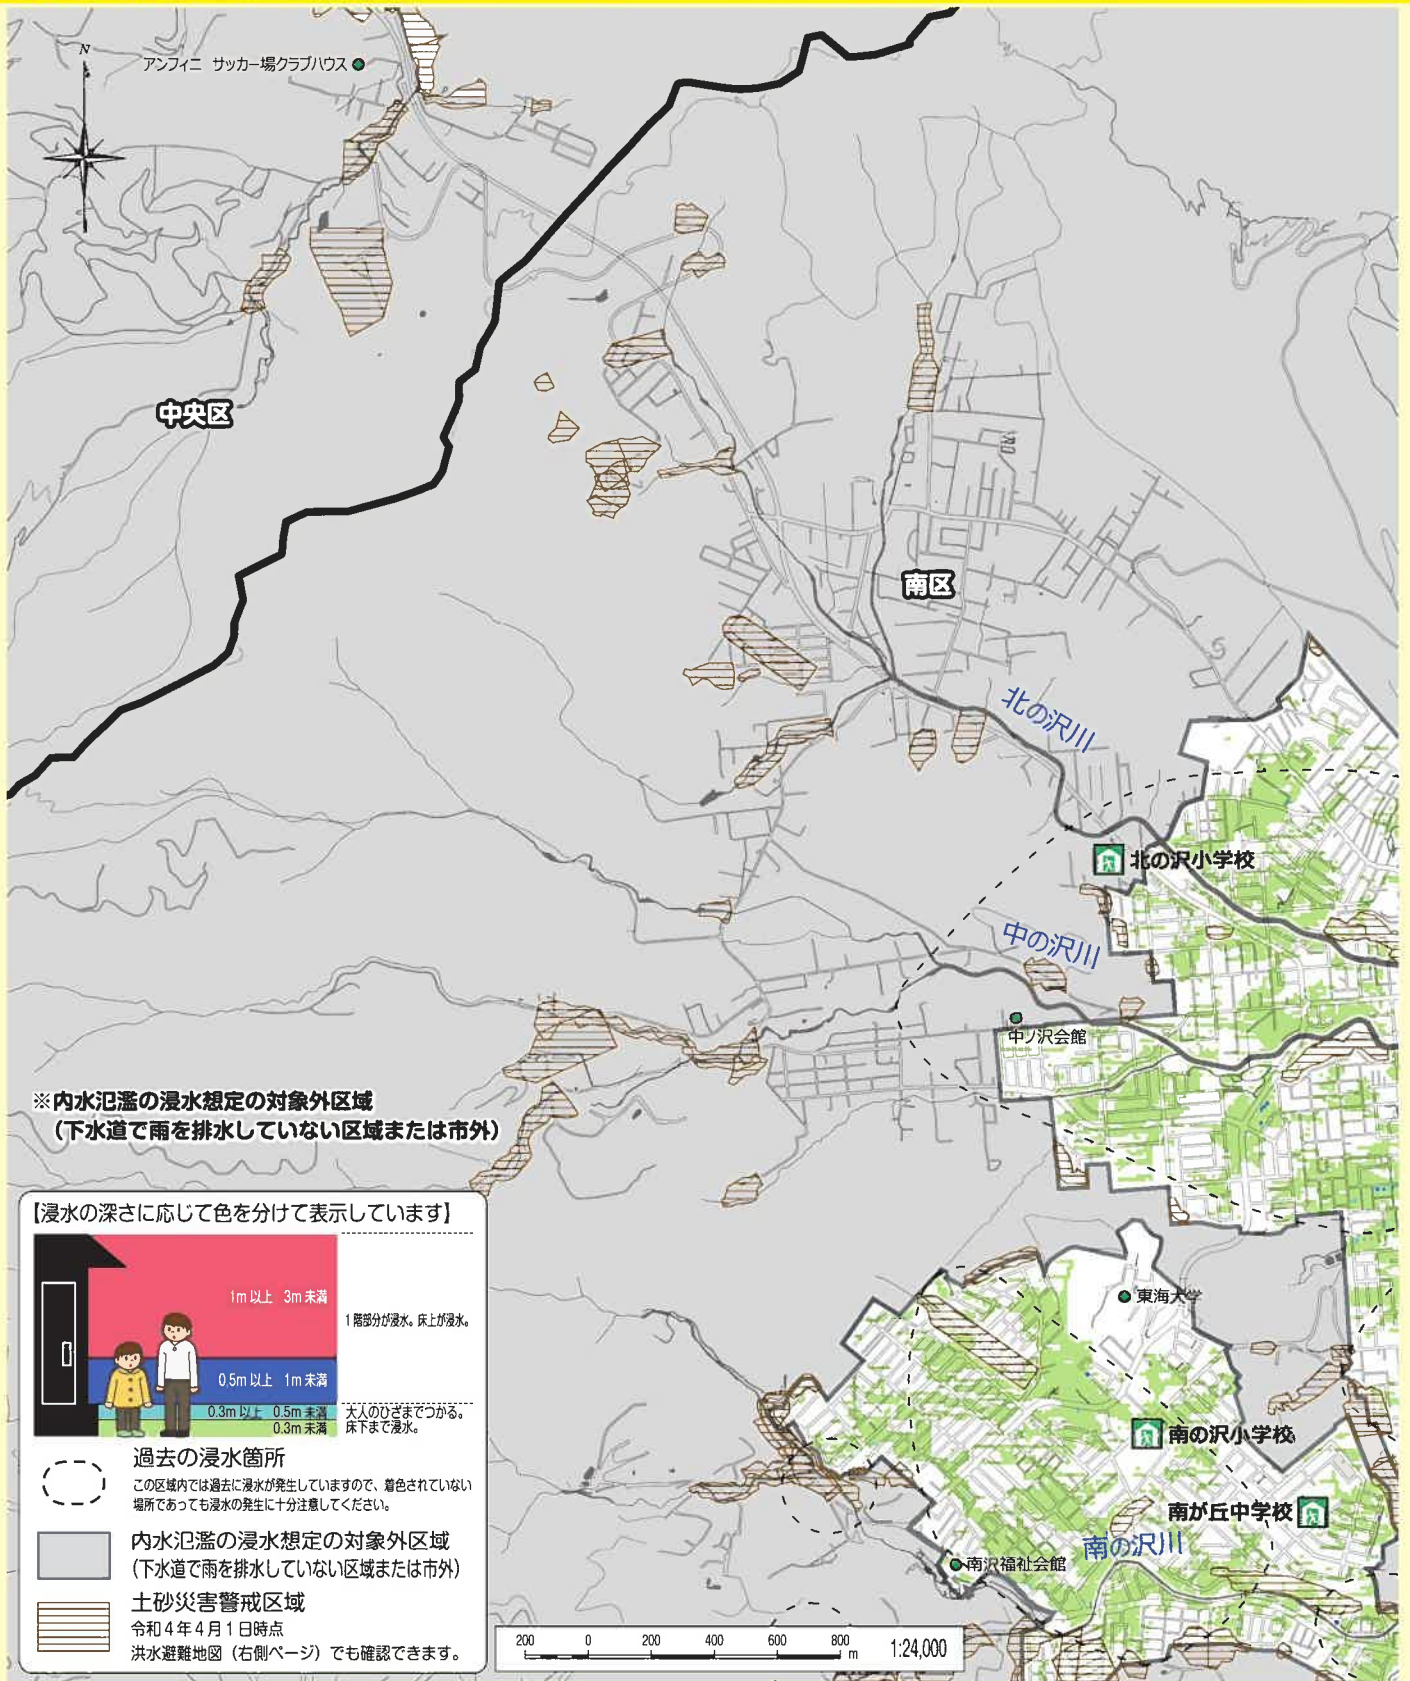 N
アンフィニ サッカー場クラブハウス
中央区
南区
北の沢川
北の沢小学校
中の沢川
中ノ沢会館
※内水氾濫の浸水想定の対象外区域
(下水道で雨を排水していない区域または市外)
東海大学
南の沢小学校
南が丘中学校
南の沢川
南沢福祉会館
【浸水の深さに応じて色を分けて表示しています】
1m以上 3m未満
1階部分が浸水。床上が浸水。
0.5m以上 1m未満
0.3m以上 0.5m未満
大人のひざまでつかる。
0.3m未満
床下まで浸水。
過去の浸水箇所
この区域内では過去に浸水が発生していますので、着色されていない
場所であっても浸水の発生に十分注意してください。
内水氾濫の浸水想定の対象外区域
(下水道で雨を排水していない区域または市外)
土砂災害警戒区域
令和4年4月1日時点
洪水避難地図(右側ページ)でも確認できます。
200 0 200 400 600 800
m
1:24,000